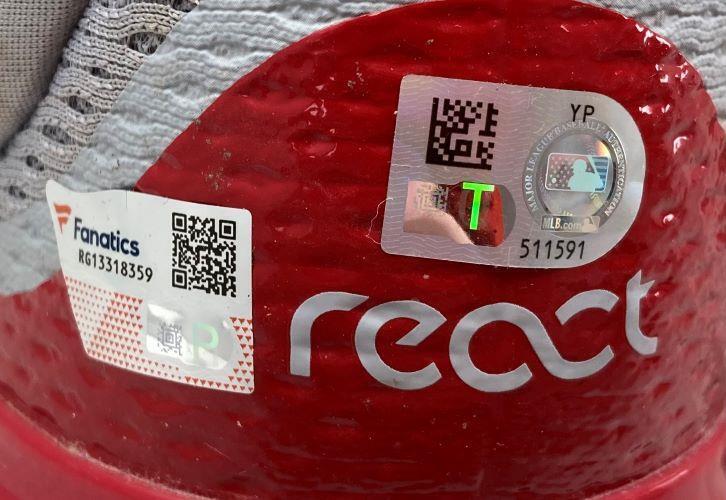 YP
MAJOR LEAGUE BASEBALL AUTHENTICATION
T
MLB.com
511591
Fanatics
RG13318359
P
react